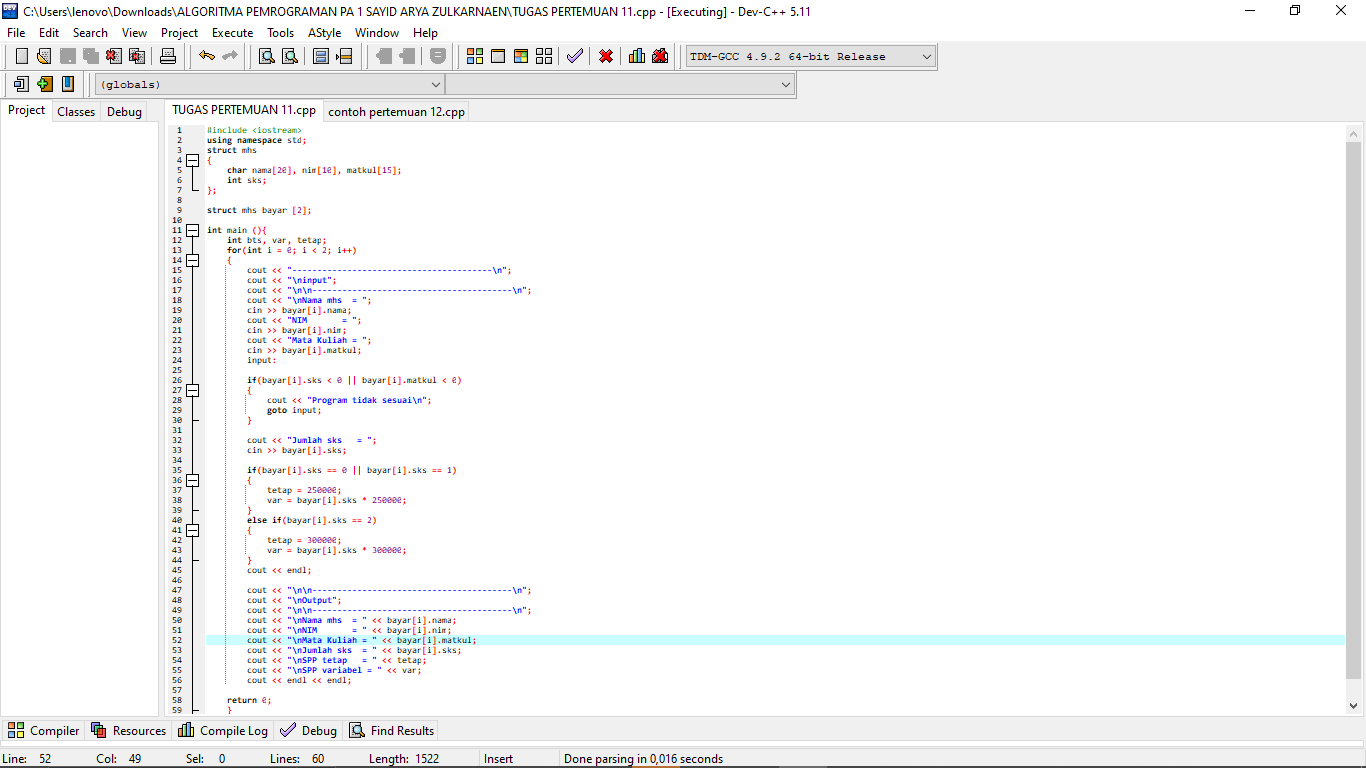 C:\Users\lenovo\Downloads\ALGORITMA PEMROGRAMAN PA 1 SAYID ARYA ZULKARNAEN\TUGAS PERTEMUAN 11.cpp - [Executing] - Dev-C++ 5.11
File Edit Search View Project Execute Tools AStyle Window Help
TDM-GCC 4.9.2 64-bit Release
(globals)
Project Classes Debug
TUGAS PERTEMUAN 11.cpp contoh pertemuan 12.cpp
1 #include <iostream>
2 using namespace std;
3 struct mhs
4 {
5 char nama[20], nim[10], matkul[15];
6 int sks;
7 };
8
9 struct mhs bayar [2];
10
11 int main (){
12 int bts, var, tetap;
13 for(int i = 0; i < 2; i++)
14 {
15 cout << "----------------------------------------\n";
16 cout << "\ninput";
17 cout << "\n\n----------------------------------------\n";
18 cout << "\nNama mhs  = ";
19 cin >> bayar[i].nama;
20 cout << "NIM       = ";
21 cin >> bayar[i].nim;
22 cout << "Mata Kuliah = ";
23 cin >> bayar[i].matkul;
24 input:
25
26 if(bayar[i].sks < 0 || bayar[i].matkul < 0)
27 {
28 cout << "Program tidak sesuai\n";
29 goto input;
30 }
31
32 cout << "Jumlah sks   = ";
33 cin >> bayar[i].sks;
34
35 if(bayar[i].sks == 0 || bayar[i].sks == 1)
36 {
37 tetap = 250000;
38 var = bayar[i].sks * 250000;
39 }
40 else if(bayar[i].sks == 2)
41 {
42 tetap = 300000;
43 var = bayar[i].sks * 300000;
44 }
45 cout << endl;
46
47 cout << "\n\n----------------------------------------\n";
48 cout << "\nOutput";
49 cout << "\n\n----------------------------------------\n";
50 cout << "\nNama mhs  = " << bayar[i].nama;
51 cout << "\nNIM       = " << bayar[i].nim;
52 cout << "\nMata Kuliah = " << bayar[i].matkul;
53 cout << "\nJumlah sks  = " << bayar[i].sks;
54 cout << "\nSPP tetap   = " << tetap;
55 cout << "\nSPP variabel = " << var;
56 cout << endl << endl;
57
58 return 0;
59 }
Compiler Resources Compile Log Debug Find Results
Line: 52 Col: 49 Sel: 0 Lines: 60 Length: 1522 Insert Done parsing in 0,016 seconds